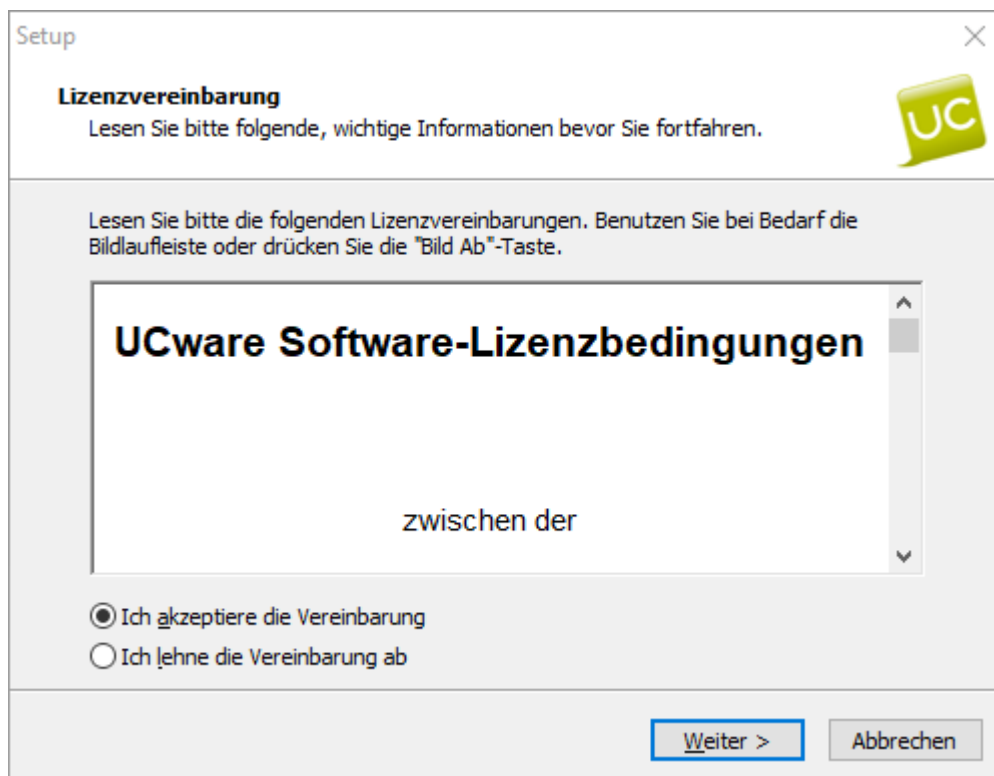 Setup
Lizenzvereinbarung
Lesen Sie bitte folgende, wichtige Informationen bevor Sie fortfahren.
UC
Lesen Sie bitte die folgenden Lizenzvereinbarungen. Benutzen Sie bei Bedarf die
Bildlaufleiste oder drücken Sie die "Bild Ab"-Taste.
UCware Software-Lizenzbedingungen
zwischen der
Ich akzeptiere die Vereinbarung
Ich lehne die Vereinbarung ab
Weiter >
Abbrechen